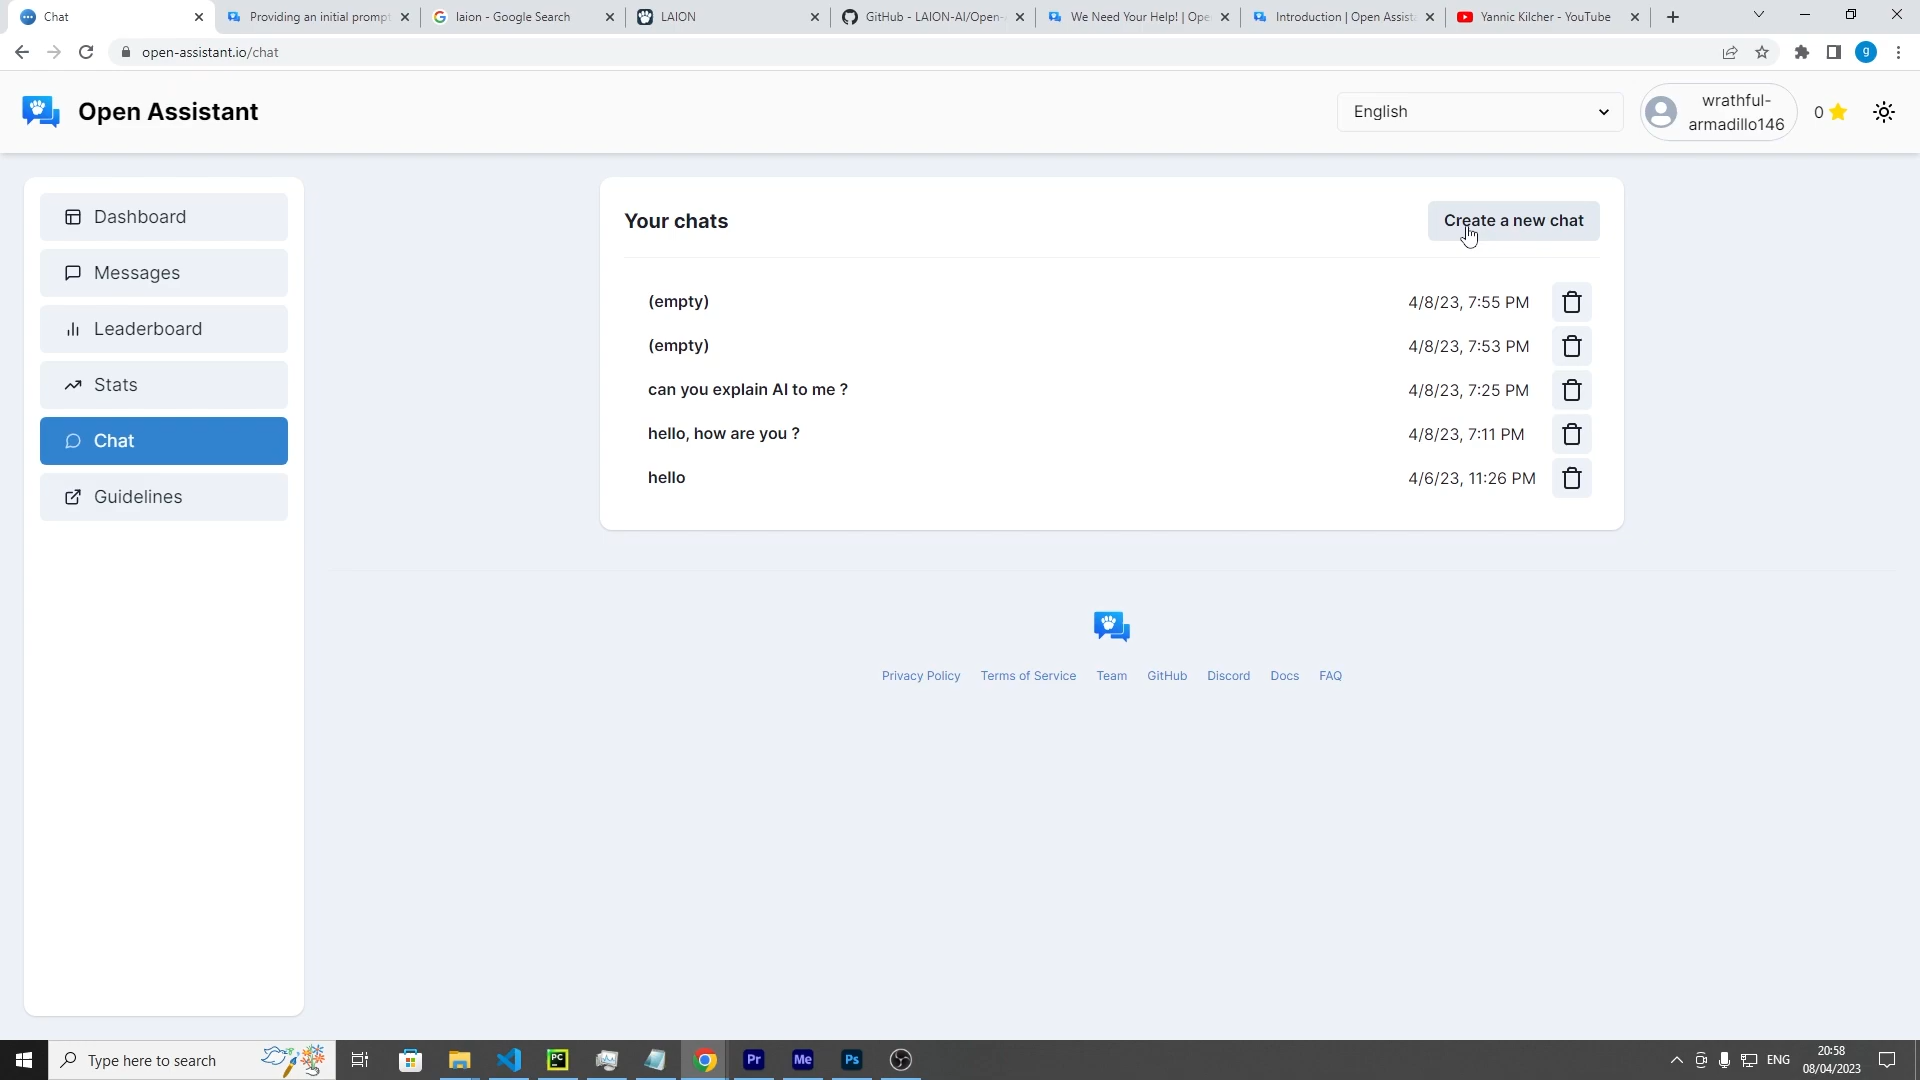 Chat
Providing an initial prompt
laion - Google Search
LAION
GitHub - LAION-AI/Open-
We Need Your Help! | Ope
Introduction | Open Assista
Yannic Kilcher - YouTube
open-assistant.io/chat
g
Open Assistant
English
wrathful-
armadillo146
0
Dashboard
Messages
Leaderboard
Stats
Chat
Guidelines
Your chats
Create a new chat
(empty) 4/8/23, 7:55 PM
(empty) 4/8/23, 7:53 PM
can you explain AI to me ? 4/8/23, 7:25 PM
hello, how are you ? 4/8/23, 7:11 PM
hello 4/6/23, 11:26 PM
Privacy Policy Terms of Service Team GitHub Discord Docs FAQ
Type here to search
PC
Pr
Me
Ps
ENG
20:58
08/04/2023